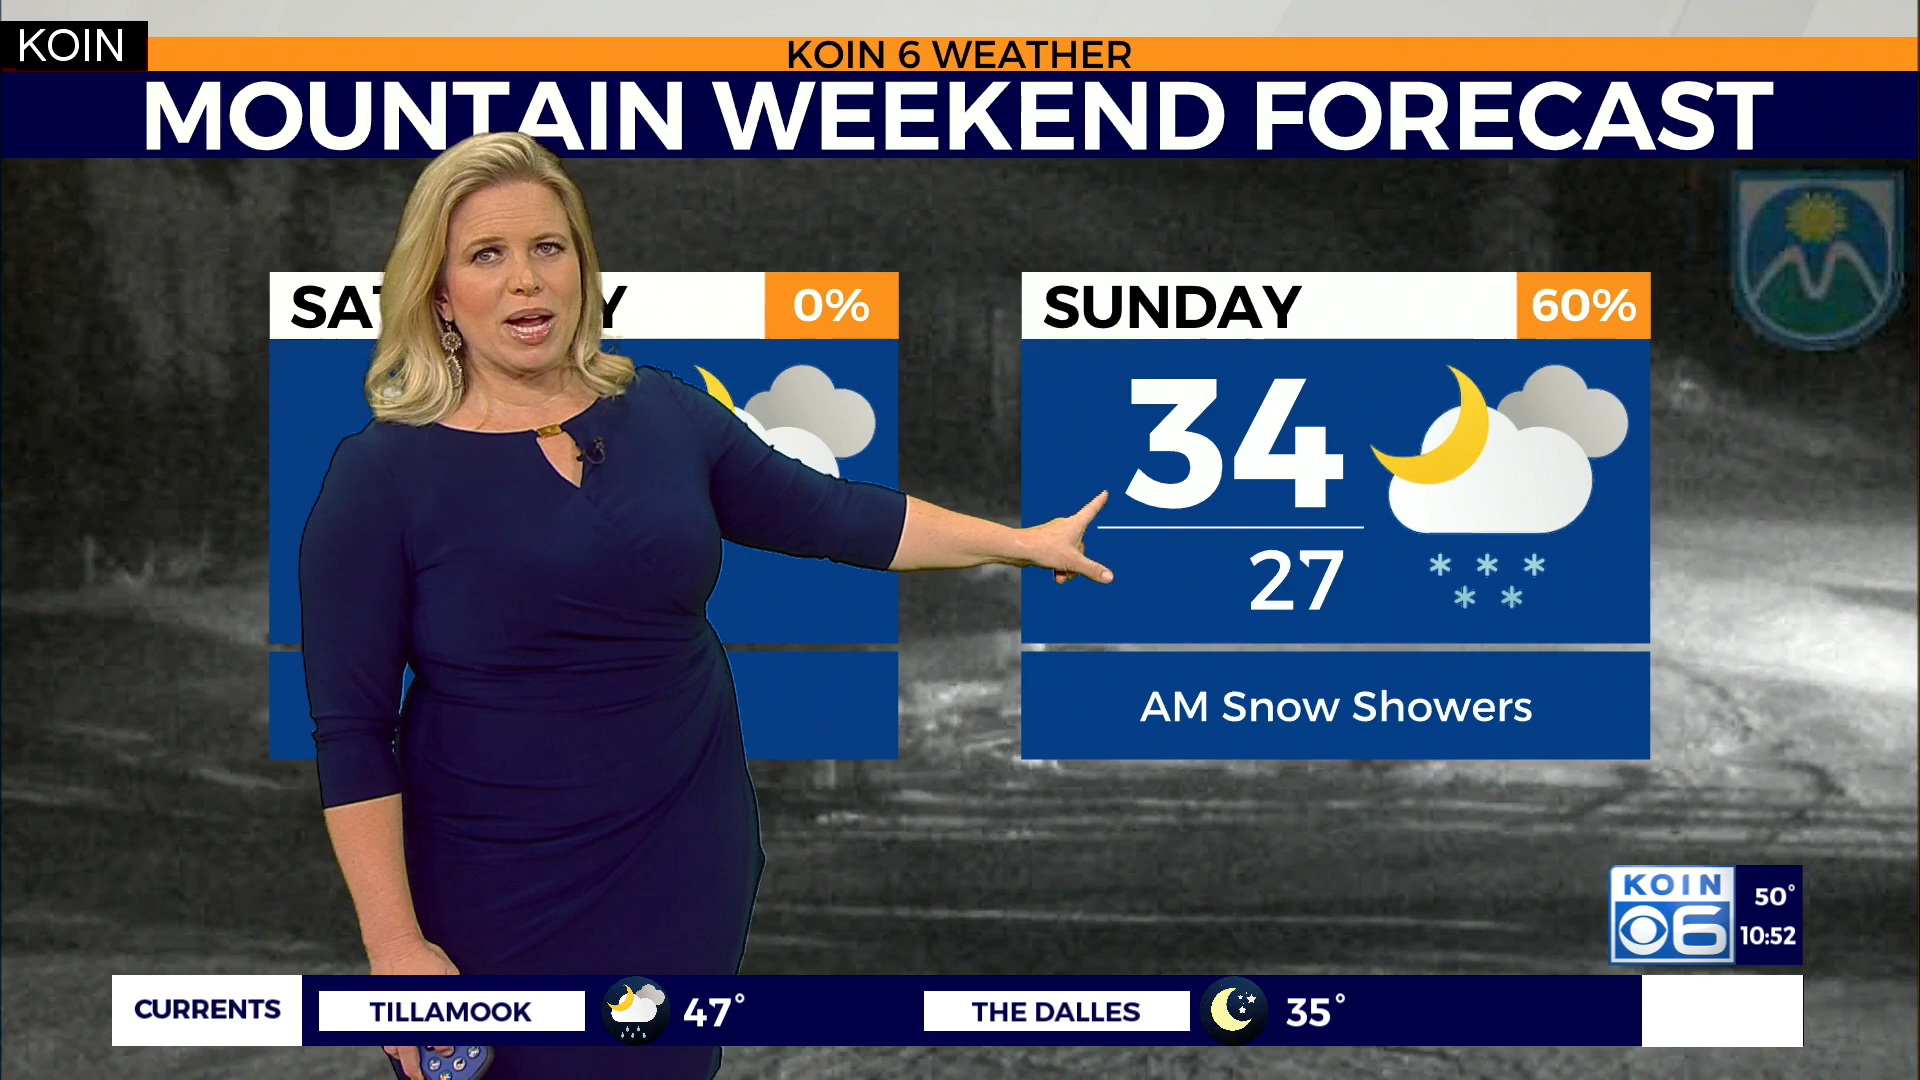 KOIN
KOIN 6 WEATHER
MOUNTAIN WEEKEND FORECAST
0%
SUNDAY 60%
34
27
AM Snow Showers
KOIN
6
50°
10:52
CURRENTS TILLAMOOK 47° THE DALLES 35°